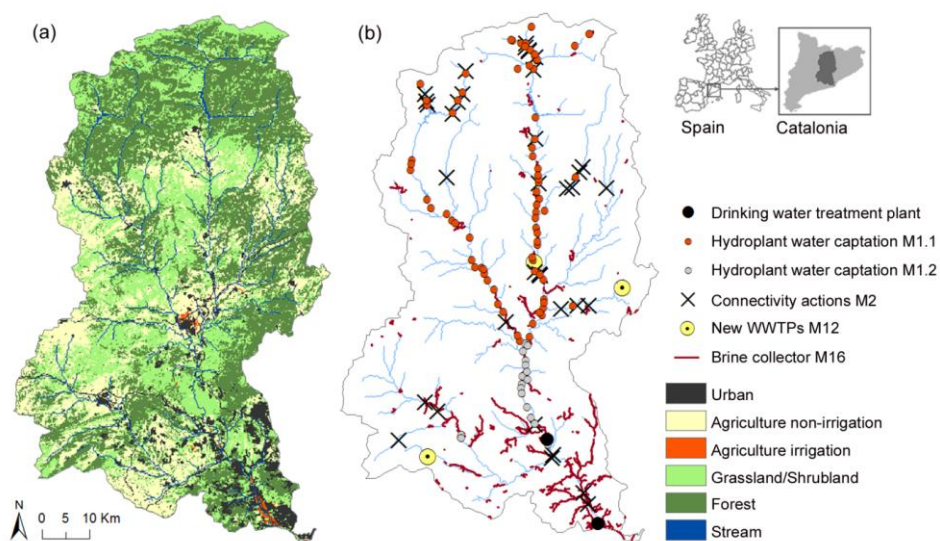 (a)
(b)
Spain
Catalonia
Drinking water treatment plant
Hydroplant water captation M1.1
Hydroplant water captation M1.2
Connectivity actions M2
New WWTPs M12
Brine collector M16
Urban
Agriculture non-irrigation
Agriculture irrigation
Grassland/Shrubland
Forest
Stream
N
0 5 10 Km